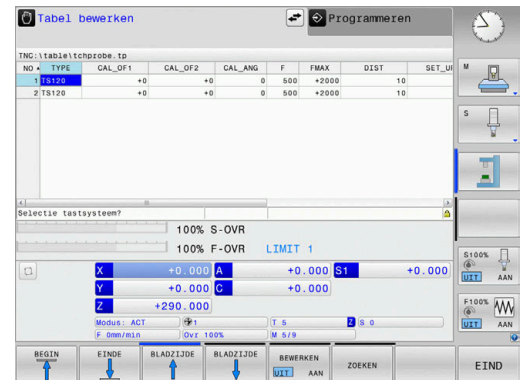 Tabel bewerken
Programmeren
TNC:\table\tchprobe.tp
NO TYPE CAL_OF1 CAL_OF2 CAL_ANG F FMAX DIST
1 TS120 +0 +0 0 500 +2000 10
2 TS120 +0 +0 0 500 +2000 10
Selectie tastsysteem?
100% S-OVR
100% F-OVR LIMIT 1
X +0.000 A +0.000 S1 +0.000
Y +0.000 C +0.000
Z +290.000
Modus: ACT 1 T 5 Z S 0
F 0mm/min Ovr 100% M 5/9
M
S
S100%
UIT AAN
F100%
UIT AAN
BEGIN EINDE BLADZIJDE BLADZIJDE BEWERKEN ZOEKEN EIND
UIT AAN